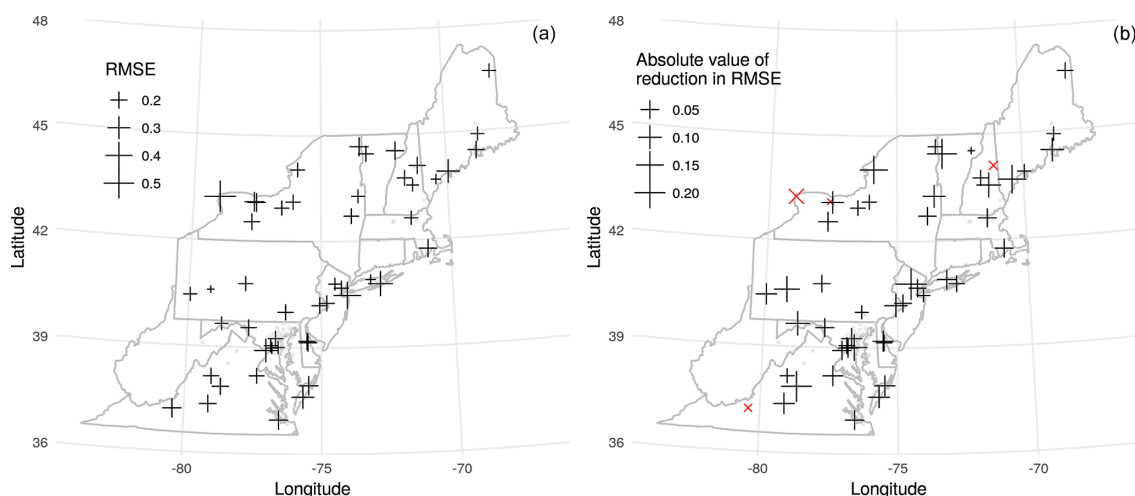 (a)
RMSE
0.2
0.3
0.4
0.5
48
45
42
39
36
Latitude
-80
-75
-70
Longitude
(b)
Absolute value of
reduction in RMSE
0.05
0.10
0.15
0.20
48
45
42
39
36
Latitude
-80
-75
-70
Longitude